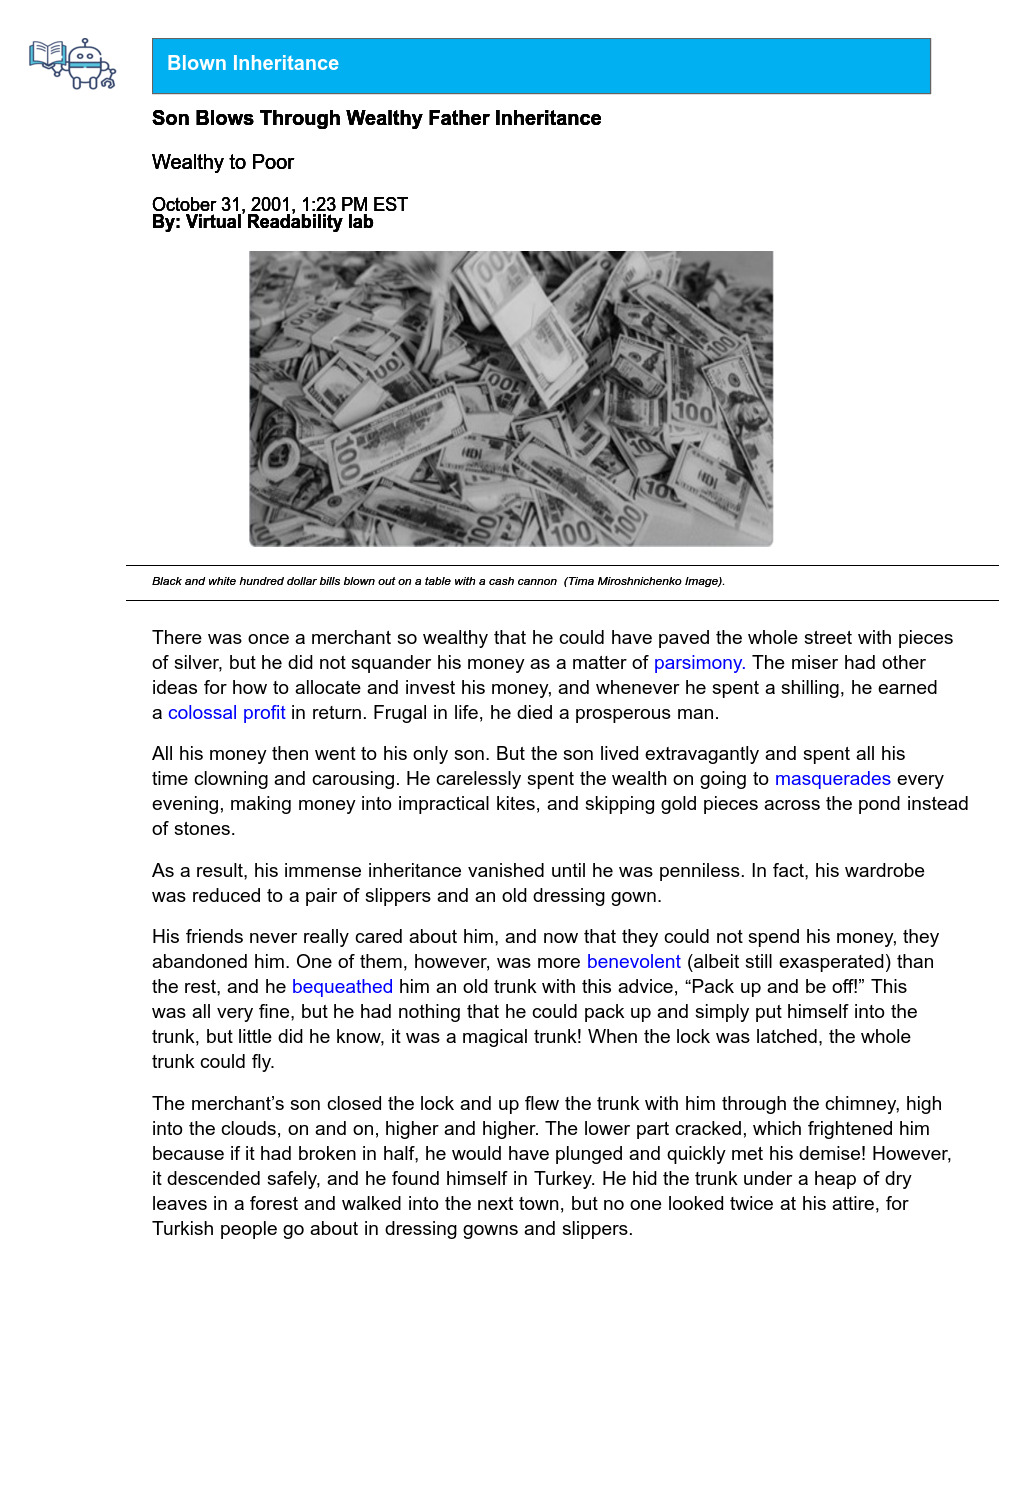 Blown Inheritance
Son Blows Through Wealthy Father Inheritance
Wealthy to Poor
October 31, 2001, 1:23 PM EST
By: Virtual Readability lab
100
100
100
100
100
100
100
100
100
100
Black and white hundred dollar bills blown out on a table with a cash cannon (Tima Miroshnichenko Image).
There was once a merchant so wealthy that he could have paved the whole street with pieces
of silver, but he did not squander his money as a matter of parsimony. The miser had other
ideas for how to allocate and invest his money, and whenever he spent a shilling, he earned
a colossal profit in return. Frugal in life, he died a prosperous man.
All his money then went to his only son. But the son lived extravagantly and spent all his
time clowning and carousing. He carelessly spent the wealth on going to masquerades every
evening, making money into impractical kites, and skipping gold pieces across the pond instead
of stones.
As a result, his immense inheritance vanished until he was penniless. In fact, his wardrobe
was reduced to a pair of slippers and an old dressing gown.
His friends never really cared about him, and now that they could not spend his money, they
abandoned him. One of them, however, was more benevolent (albeit still exasperated) than
the rest, and he bequeathed him an old trunk with this advice, “Pack up and be off!” This
was all very fine, but he had nothing that he could pack up and simply put himself into the
trunk, but little did he know, it was a magical trunk! When the lock was latched, the whole
trunk could fly.
The merchant’s son closed the lock and up flew the trunk with him through the chimney, high
into the clouds, on and on, higher and higher. The lower part cracked, which frightened him
because if it had broken in half, he would have plunged and quickly met his demise! However,
it descended safely, and he found himself in Turkey. He hid the trunk under a heap of dry
leaves in a forest and walked into the next town, but no one looked twice at his attire, for
Turkish people go about in dressing gowns and slippers.